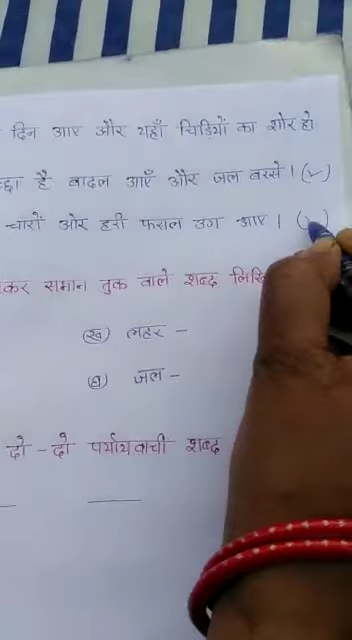 दिन आए और यहाँ चिड़ियों का शोर हो
है बादल आएँ और जल बरसे। (✓)
चारों ओर हरी फसल उग आए। ( )
समान तुक वाले शब्द
(ख) लहर -
(घ) जल -
दो-दो पर्यायवाची शब्द